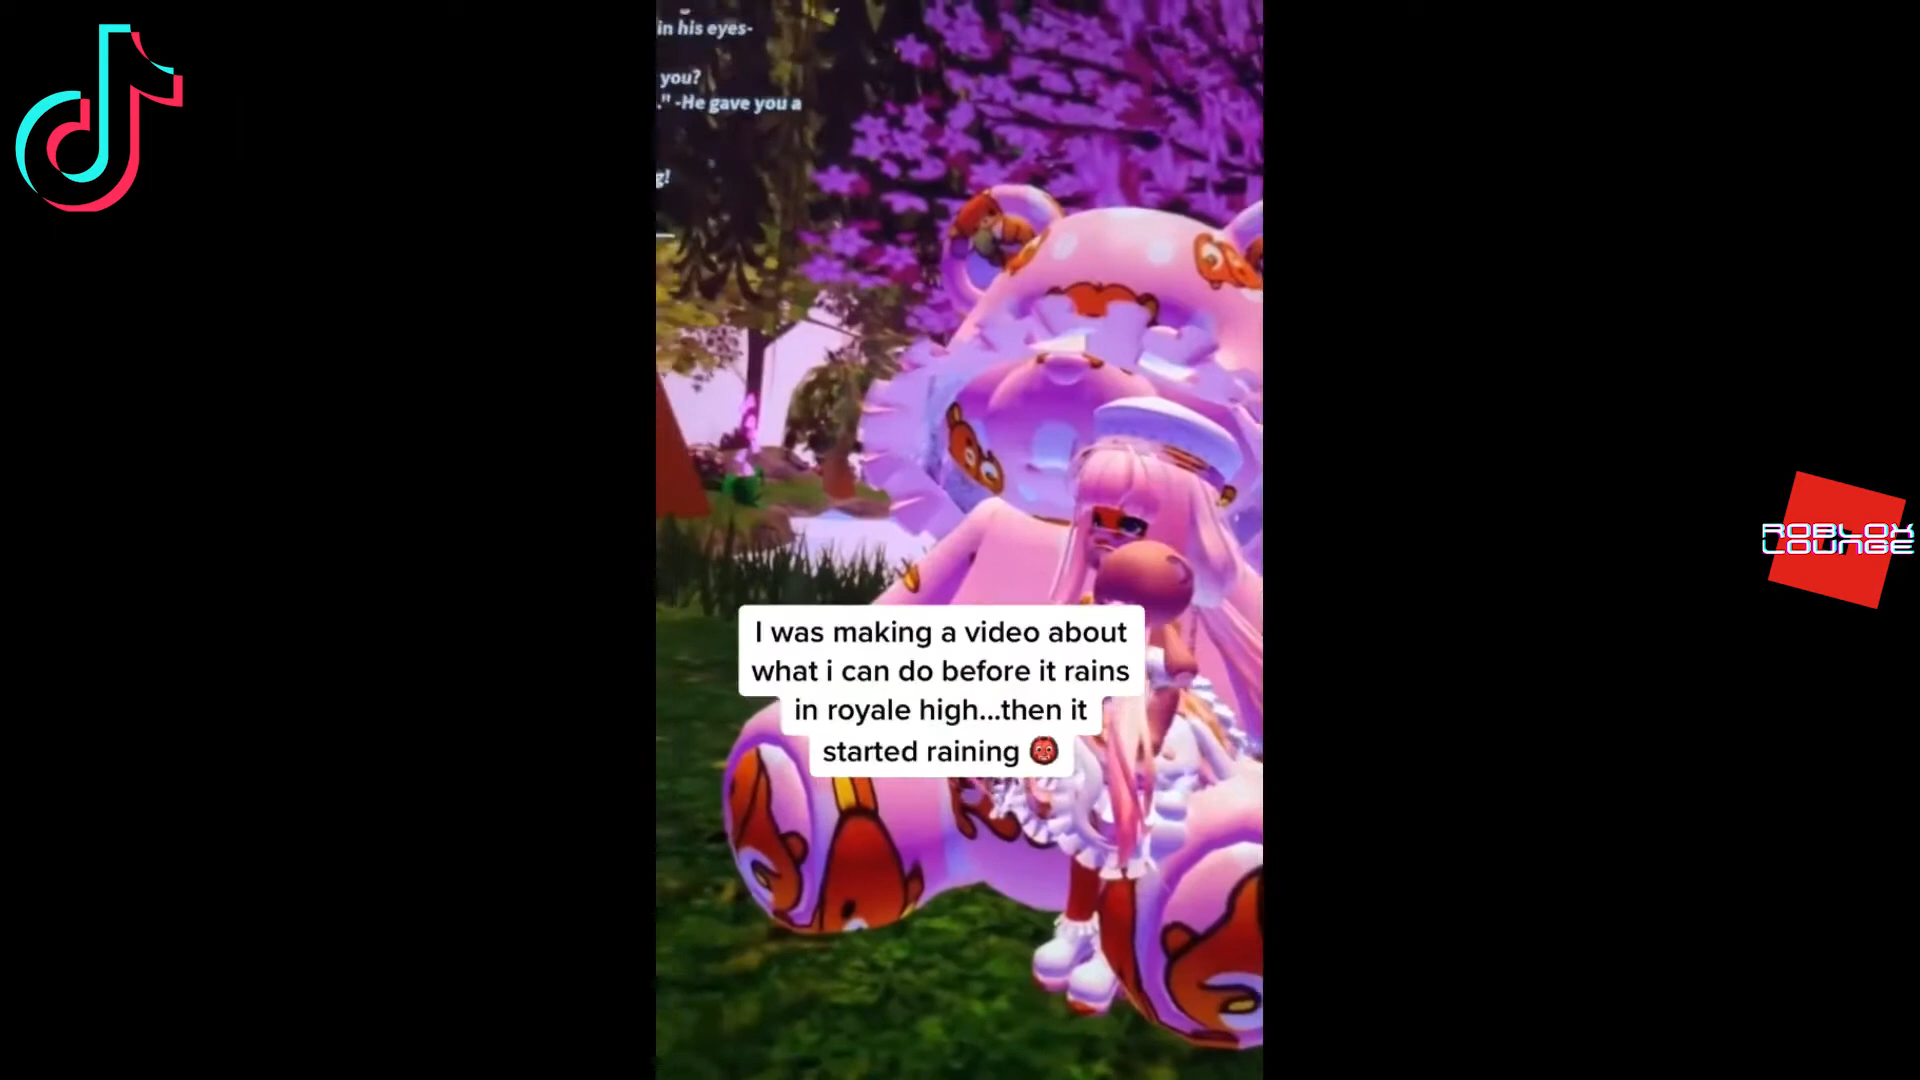 in his eyes-
you?
." -He gave you a
g!
I was making a video about
what i can do before it rains
in royale high...then it
started raining 👹
ROBLOX
LOUNGE